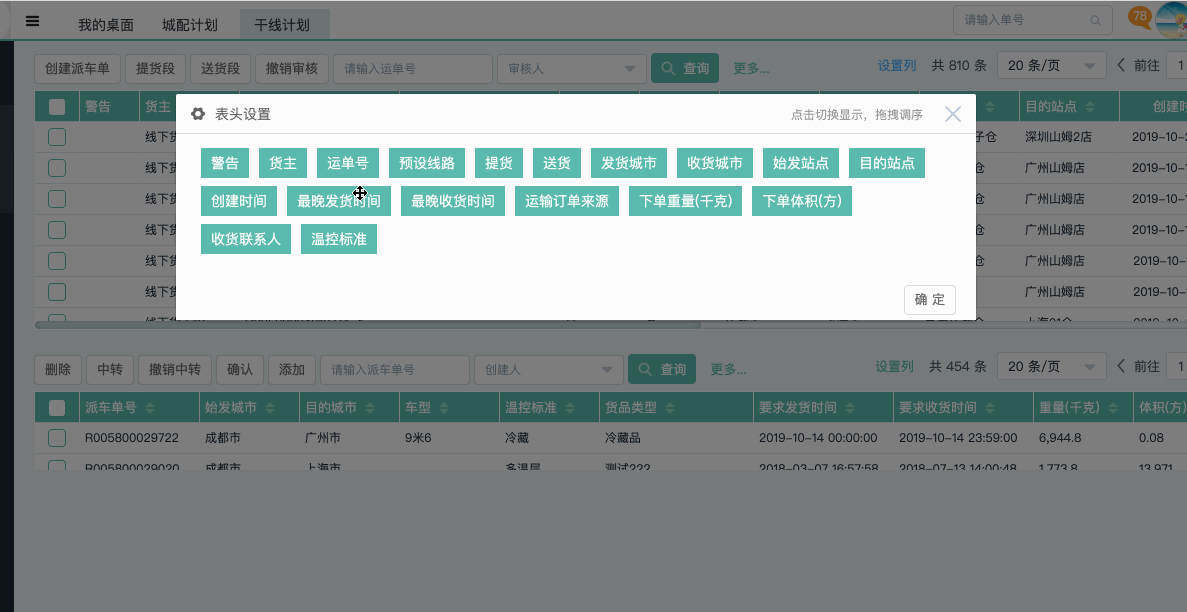 我的桌面 城配计划 干线计划 请输入单号 78
创建派车单 提货段 送货段 撤销审核 请输入运单号 审核人 查询 更多... 设置列 共 810 条 20 条/页 前往 1
警告 货主 目的站点 创建时
表头设置 点击切换显示，拖拽调序
线下货 子仓 深圳山姆2店 2019-10-
警告 货主 运单号 预设线路 提货 送货 发货城市 收货城市 始发站点 目的站点
线下货 仓 广州山姆店 2019-10-
线下货 仓 广州山姆店 2019-10-
创建时间 最晚发货时间 最晚收货时间 运输订单来源 下单重量(千克) 下单体积(方)
线下货 仓 广州山姆店 2019-10-
收货联系人 温控标准
线下货 仓 广州山姆店 2019-10-
线下货 广州山姆店 2019-10-
确 定
删除 中转 撤销中转 确认 添加 请输入派车单号 创建人 查询 更多... 设置列 共 454 条 20 条/页 前往 1
派车单号 始发城市 目的城市 车型 温控标准 货品类型 要求发货时间 要求收货时间 重量(千克) 体积(方)
R005800029722 成都市 广州市 9米6 冷藏 冷藏品 2019-10-14 00:00:00 2019-10-14 23:59:00 6,944.8 0.08
R005800029020 成都市 上海市 多温层 测试222 2018-03-07 16:57:58 2018-07-13 14:00:48 1,773.8 13.971